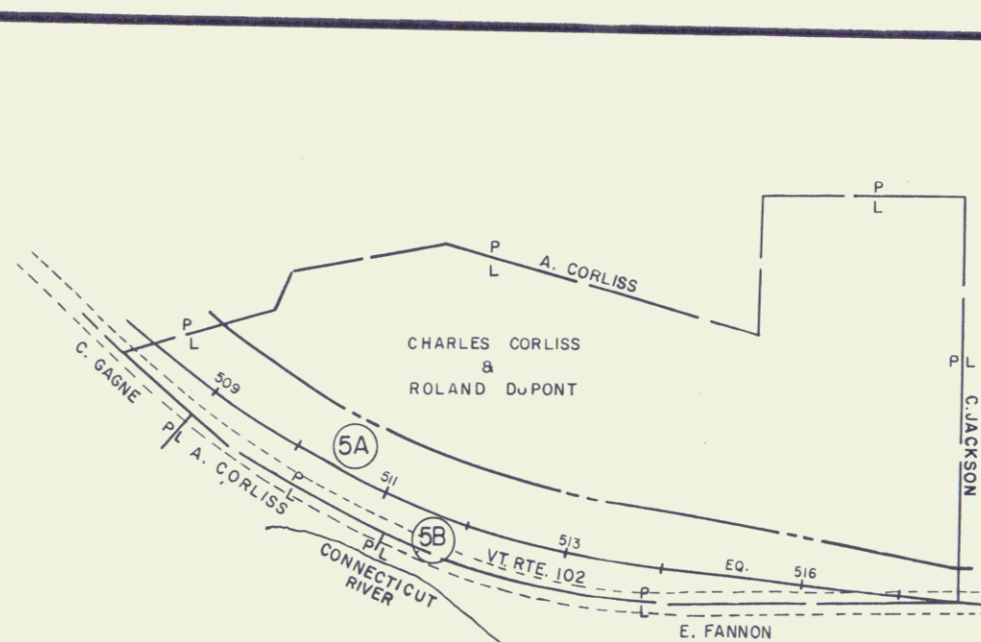 P
L
P
L
A. CORLISS
P
L
CHARLES CORLISS
&
ROLAND DuPONT
P L
C. JACKSON
C. GAGNE
509
5A
P L
A. CORLISS
P
L
511
5B
P L
513
VT. RTE. 102
EQ.
516
CONNECTICUT
RIVER
P
L
E. FANNON